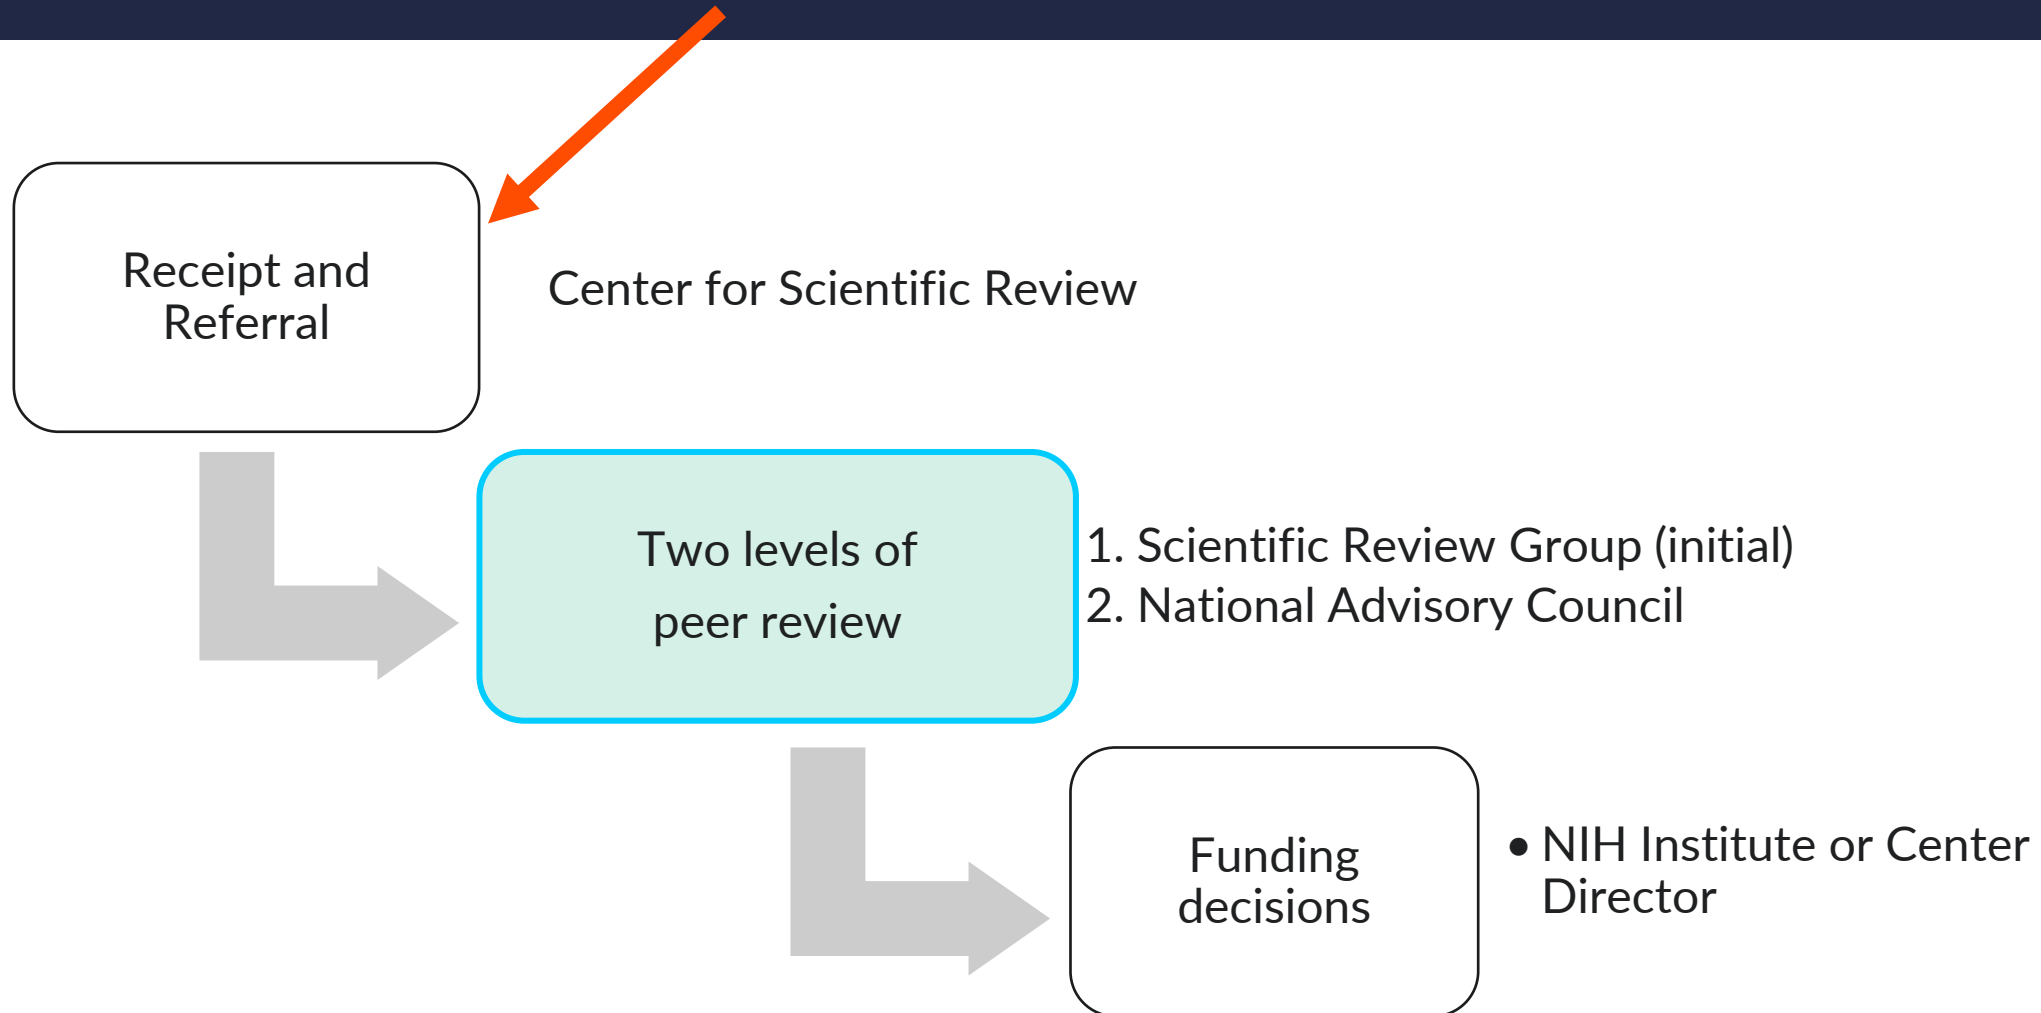 Receipt and
Referral
Center for Scientific Review
Two levels of
peer review
1. Scientific Review Group (initial)
2. National Advisory Council
Funding
decisions
• NIH Institute or Center
Director